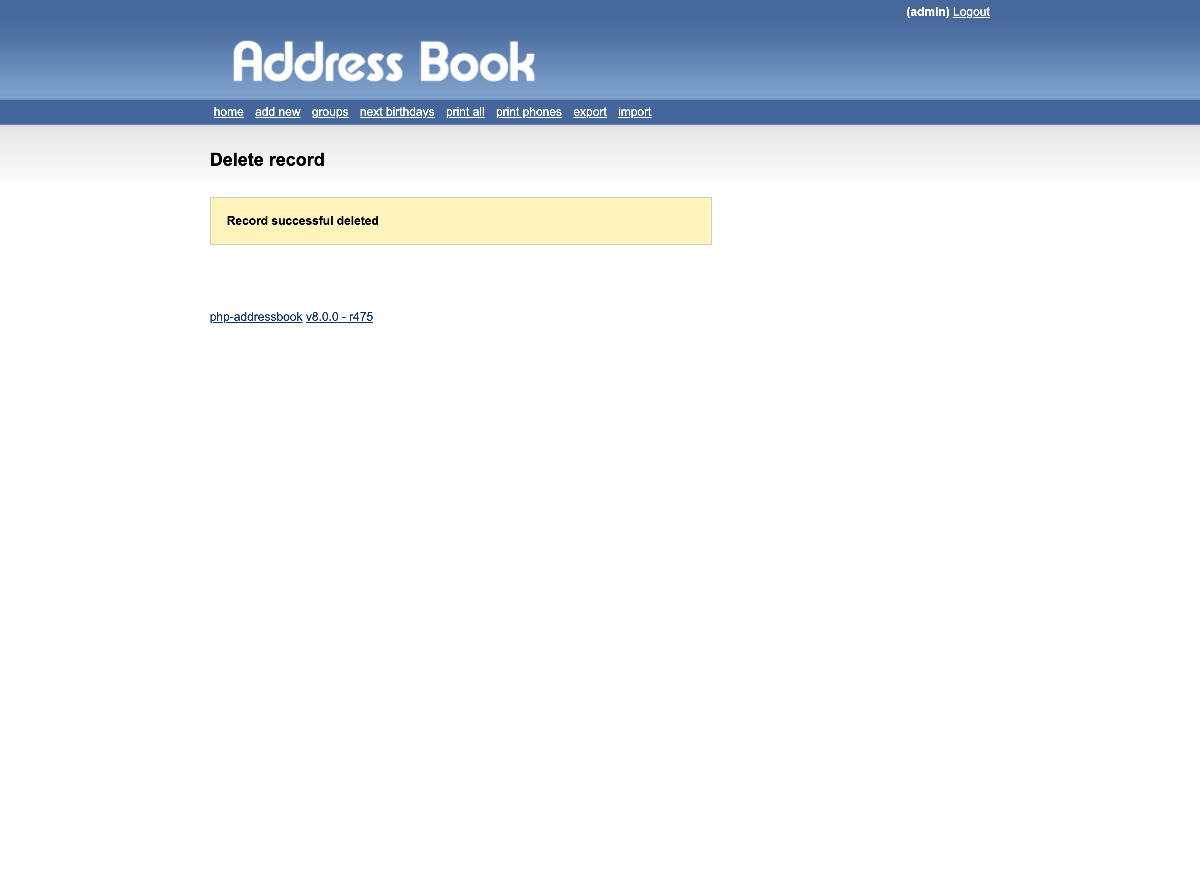 (admin) Logout
Address Book
home add new groups next birthdays print all print phones export import
Delete record
Record successful deleted
php-addressbook v8.0.0 - r475